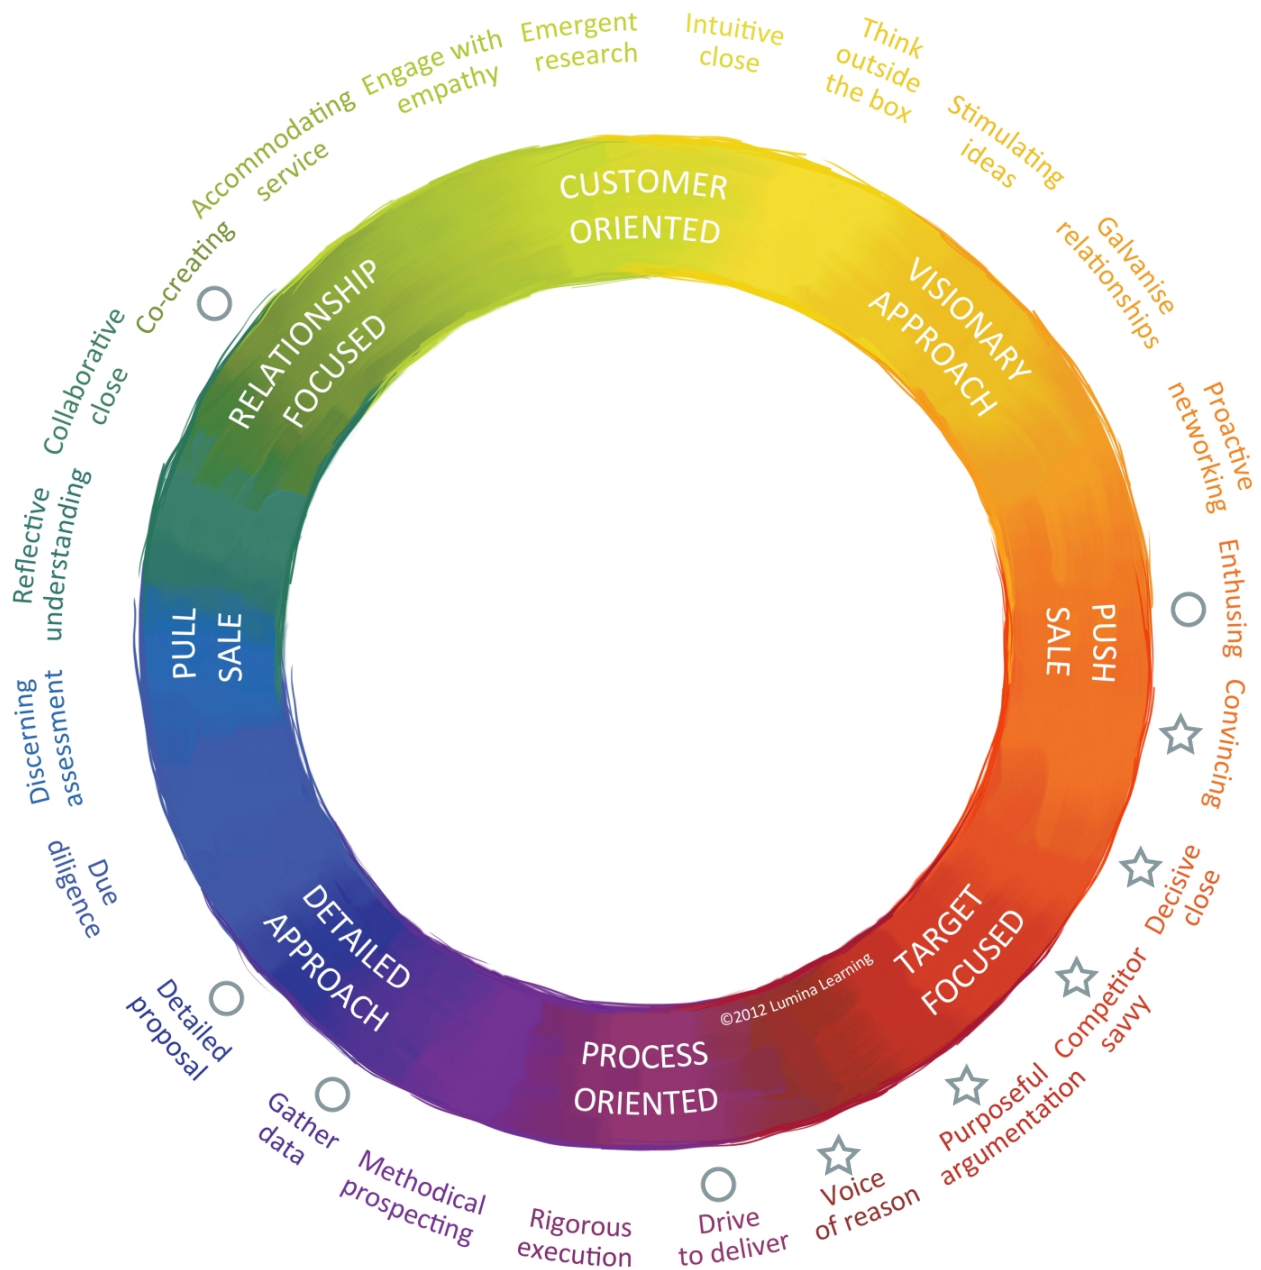 Emergent
research
Intuitive
close
Think
outside
the box
Stimulating
ideas
Galvanise
relationships
Proactive
networking
Enthusing
Convincing
Decisive
close
Competitor
savvy
Purposeful
argumentation
Voice
of reason
Drive
to deliver
Rigorous
execution
Methodical
prospecting
Gather
data
Detailed
proposal
Due
diligence
Discerning
assessment
Reflective
understanding
Collaborative
close
Co-creating
Accommodating
service
Engage with
empathy
CUSTOMER
ORIENTED
VISIONARY
APPROACH
PUSH
SALE
TARGET
FOCUSED
©2012 Lumina Learning
PROCESS
ORIENTED
DETAILED
APPROACH
PULL
SALE
RELATIONSHIP
FOCUSED